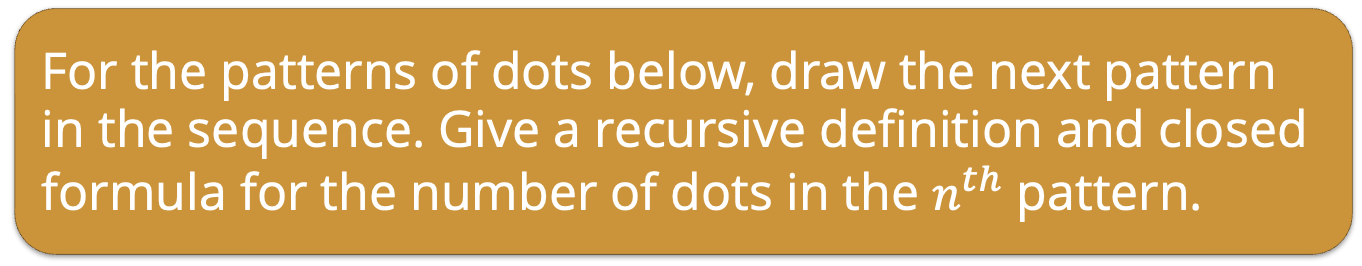 For the patterns of dots below, draw the next pattern
in the sequence. Give a recursive definition and closed
formula for the number of dots in the $n^{th}$ pattern.